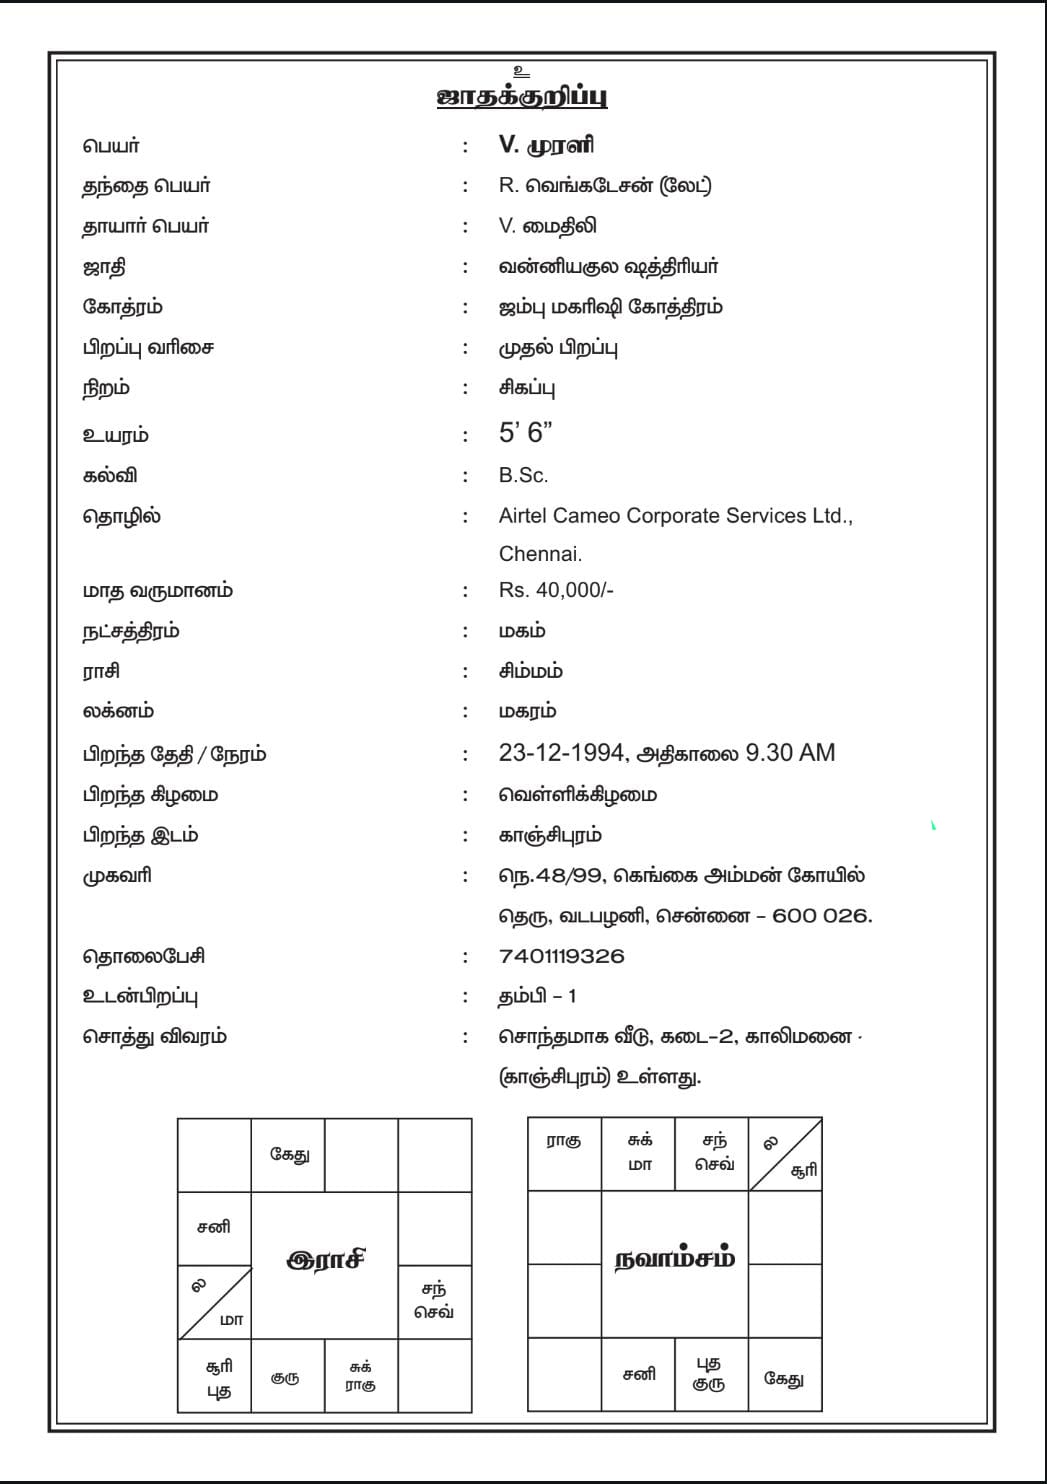 உ
ஜாதக்குறிப்பு
பெயர் : V. முரளி
தந்தை பெயர் : R. வெங்கடேசன் (லேட்)
தாயார் பெயர் : V. மைதிலி
ஜாதி : வன்னியகுல ஷத்திரியர்
கோத்ரம் : ஜம்பு மகரிஷி கோத்திரம்
பிறப்பு வரிசை : முதல் பிறப்பு
நிறம் : சிகப்பு
உயரம் : 5’ 6”
கல்வி : B.Sc.
தொழில் : Airtel Cameo Corporate Services Ltd.,
Chennai.
மாத வருமானம் : Rs. 40,000/-
நட்சத்திரம் : மகம்
ராசி : சிம்மம்
லக்னம் : மகரம்
பிறந்த தேதி / நேரம் : 23-12-1994, அதிகாலை 9.30 AM
பிறந்த கிழமை : வெள்ளிக்கிழமை
பிறந்த இடம் : காஞ்சிபுரம்
முகவரி : நெ.48/99, கெங்கை அம்மன் கோயில்
தெரு, வடபழனி, சென்னை - 600 026.
தொலைபேசி : 7401119326
உடன்பிறப்பு : தம்பி - 1
சொத்து விவரம் : சொந்தமாக வீடு, கடை-2, காலிமனை -
(காஞ்சிபுரம்) உள்ளது.
கேது
சனி
இராசி
ல
மா
சந்
செவ்
சூரி
புத
குரு
சுக்
ராகு
ராகு
சுக்
மா
சந்
செவ்
ல
சூரி
நவாம்சம்
சனி
புத
குரு
கேது